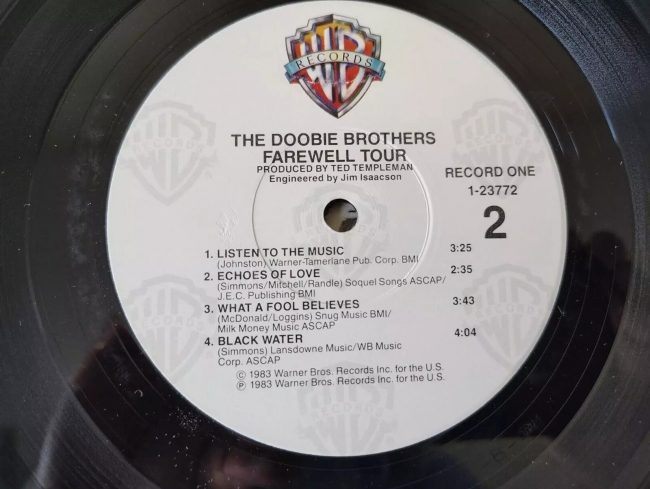 WB
RECORDS
THE DOOBIE BROTHERS
FAREWELL TOUR
PRODUCED BY TED TEMPLEMAN
Engineered by Jim Isaacson
RECORD ONE
1-23772
2
1. LISTEN TO THE MUSIC 3:25
(Johnston) Warner-Tamerlane Pub. Corp. BMI
2. ECHOES OF LOVE 2:35
(Simmons/Mitchell/Randle) Soquel Songs ASCAP/
J.E.C. Publishing BMI
3. WHAT A FOOL BELIEVES 3:43
(McDonald/Loggins) Snug Music BMI/
Milk Money Music ASCAP
4. BLACK WATER 4:04
(Simmons) Lansdowne Music/WB Music
Corp. ASCAP
© 1983 Warner Bros. Records Inc. for the U.S.
℗ 1983 Warner Bros. Records Inc. for the U.S.